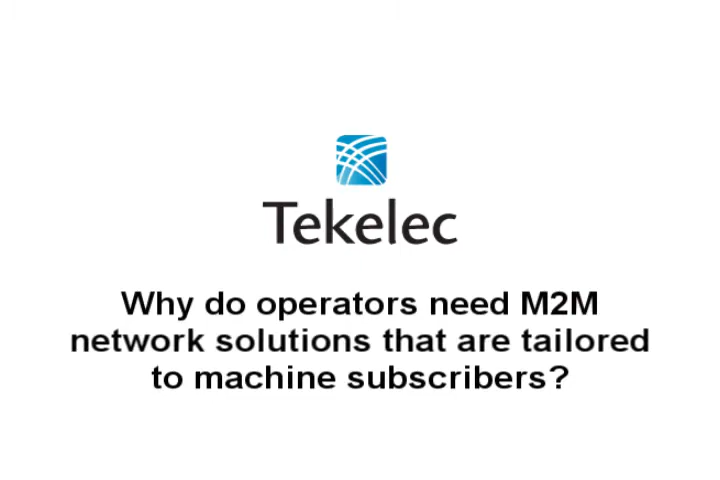 Tekelec
Why do operators need M2M
network solutions that are tailored
to machine subscribers?